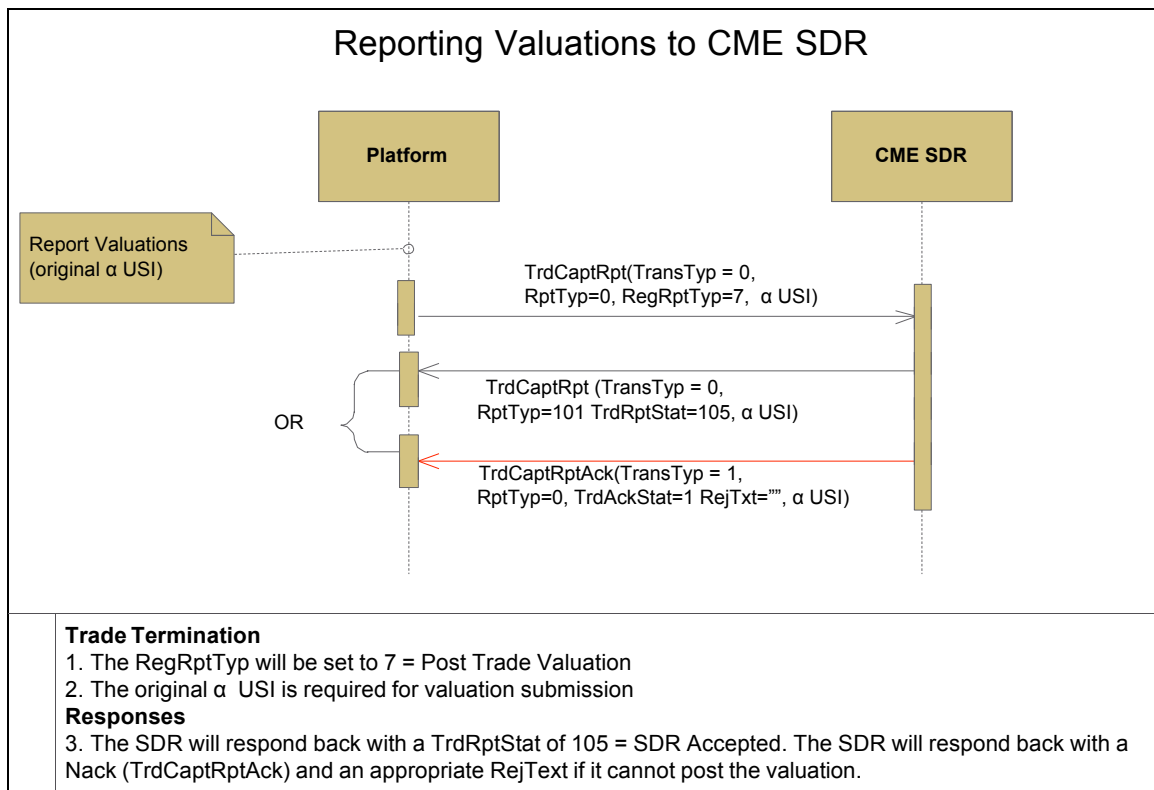 Reporting Valuations to CME SDR
Platform
CME SDR
Report Valuations
(original α USI)
TrdCaptRpt(TransTyp = 0,
RptTyp=0, RegRptTyp=7,  α USI)
TrdCaptRpt (TransTyp = 0,
RptTyp=101 TrdRptStat=105, α USI)
OR
TrdCaptRptAck(TransTyp = 1,
RptTyp=0, TrdAckStat=1 RejTxt=””, α USI)
Trade Termination
1. The RegRptTyp will be set to 7 = Post Trade Valuation
2. The original α  USI is required for valuation submission
Responses
3. The SDR will respond back with a TrdRptStat of 105 = SDR Accepted. The SDR will respond back with a
Nack (TrdCaptRptAck) and an appropriate RejText if it cannot post the valuation.